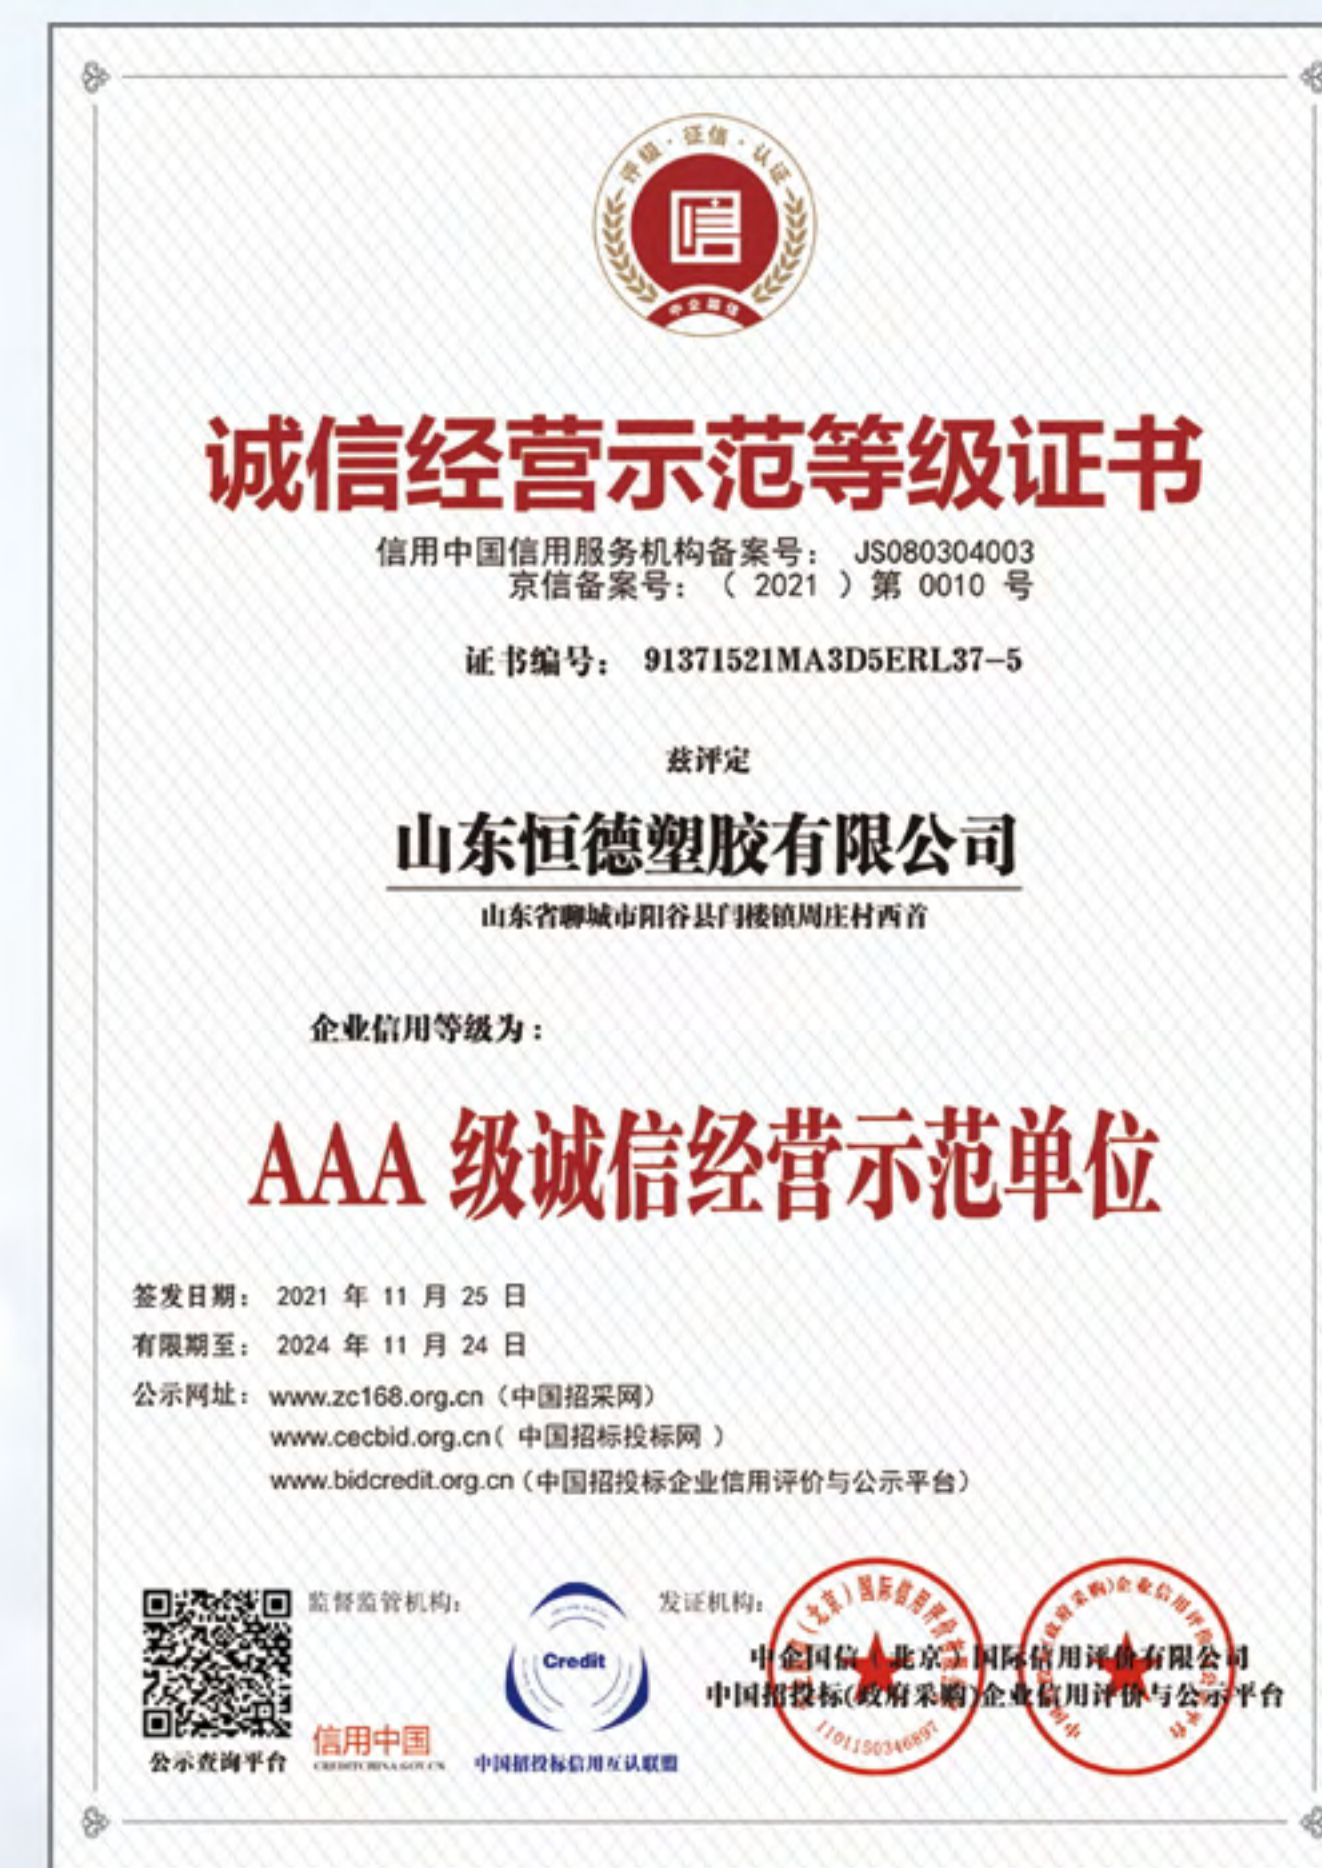 评级·征信·认证
信
中企国信
诚信经营示范等级证书
信用中国信用服务机构备案号： JS080304003
京信备案号：（ 2021 ）第 0010 号
证书编号： 91371521MA3D5ERL37-5
兹评定
山东恒德塑胶有限公司
山东省聊城市阳谷县闫楼镇周庄村西首
企业信用等级为：
AAA 级诚信经营示范单位
签发日期： 2021 年 11 月 25 日
有限期至： 2024 年 11 月 24 日
公示网址：www.zc168.org.cn（中国招采网）
www.cecbid.org.cn( 中国招标投标网 ）
www.bidcredit.org.cn（中国招投标企业信用评价与公示平台）
监督监管机构：
发证机构：
Credit
中企国信（北京）国际信用评价有限公司
中国招投标(政府采购)企业信用评价与公示平台
1101150346897
信用中国
CREDITCHINA.GOV.CN
公示查询平台
中国招投标信用互认联盟